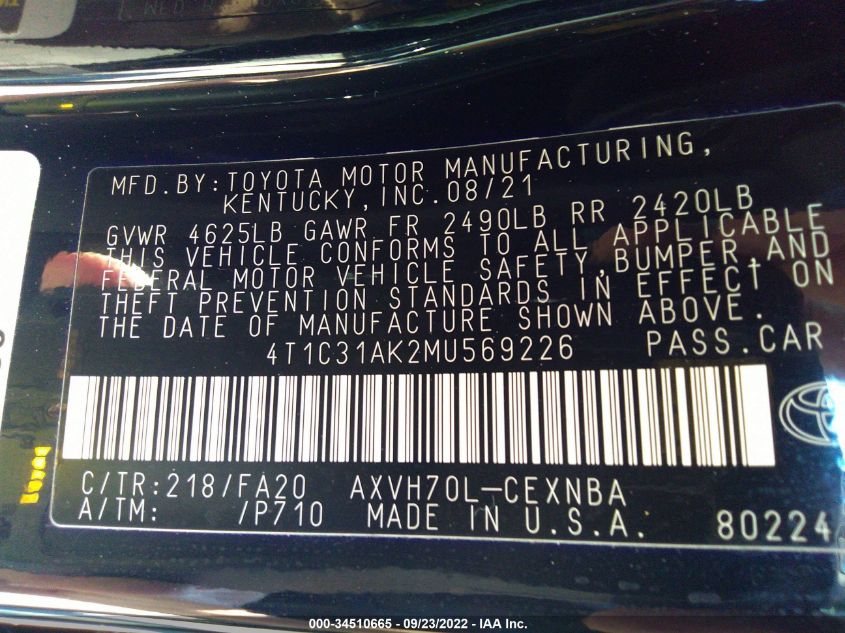 MFD.BY:TOYOTA MOTOR MANUFACTURING,
KENTUCKY,INC.08/21
GVWR 4625LB GAWR FR 2490LB RR 2420LB
THIS VEHICLE CONFORMS TO ALL APPLICABLE
FEDERAL MOTOR VEHICLE SAFETY,BUMPER,AND
THEFT PREVENTION STANDARDS IN EFFECT ON
THE DATE OF MANUFACTURE SHOWN ABOVE.
4T1C31AK2MU569226 PASS.CAR
C/TR:218/FA20 AXVH70L-CEXNBA
A/TM: /P710 MADE IN U.S.A. 80224
000-34510665 - 09/23/2022 - IAA Inc.